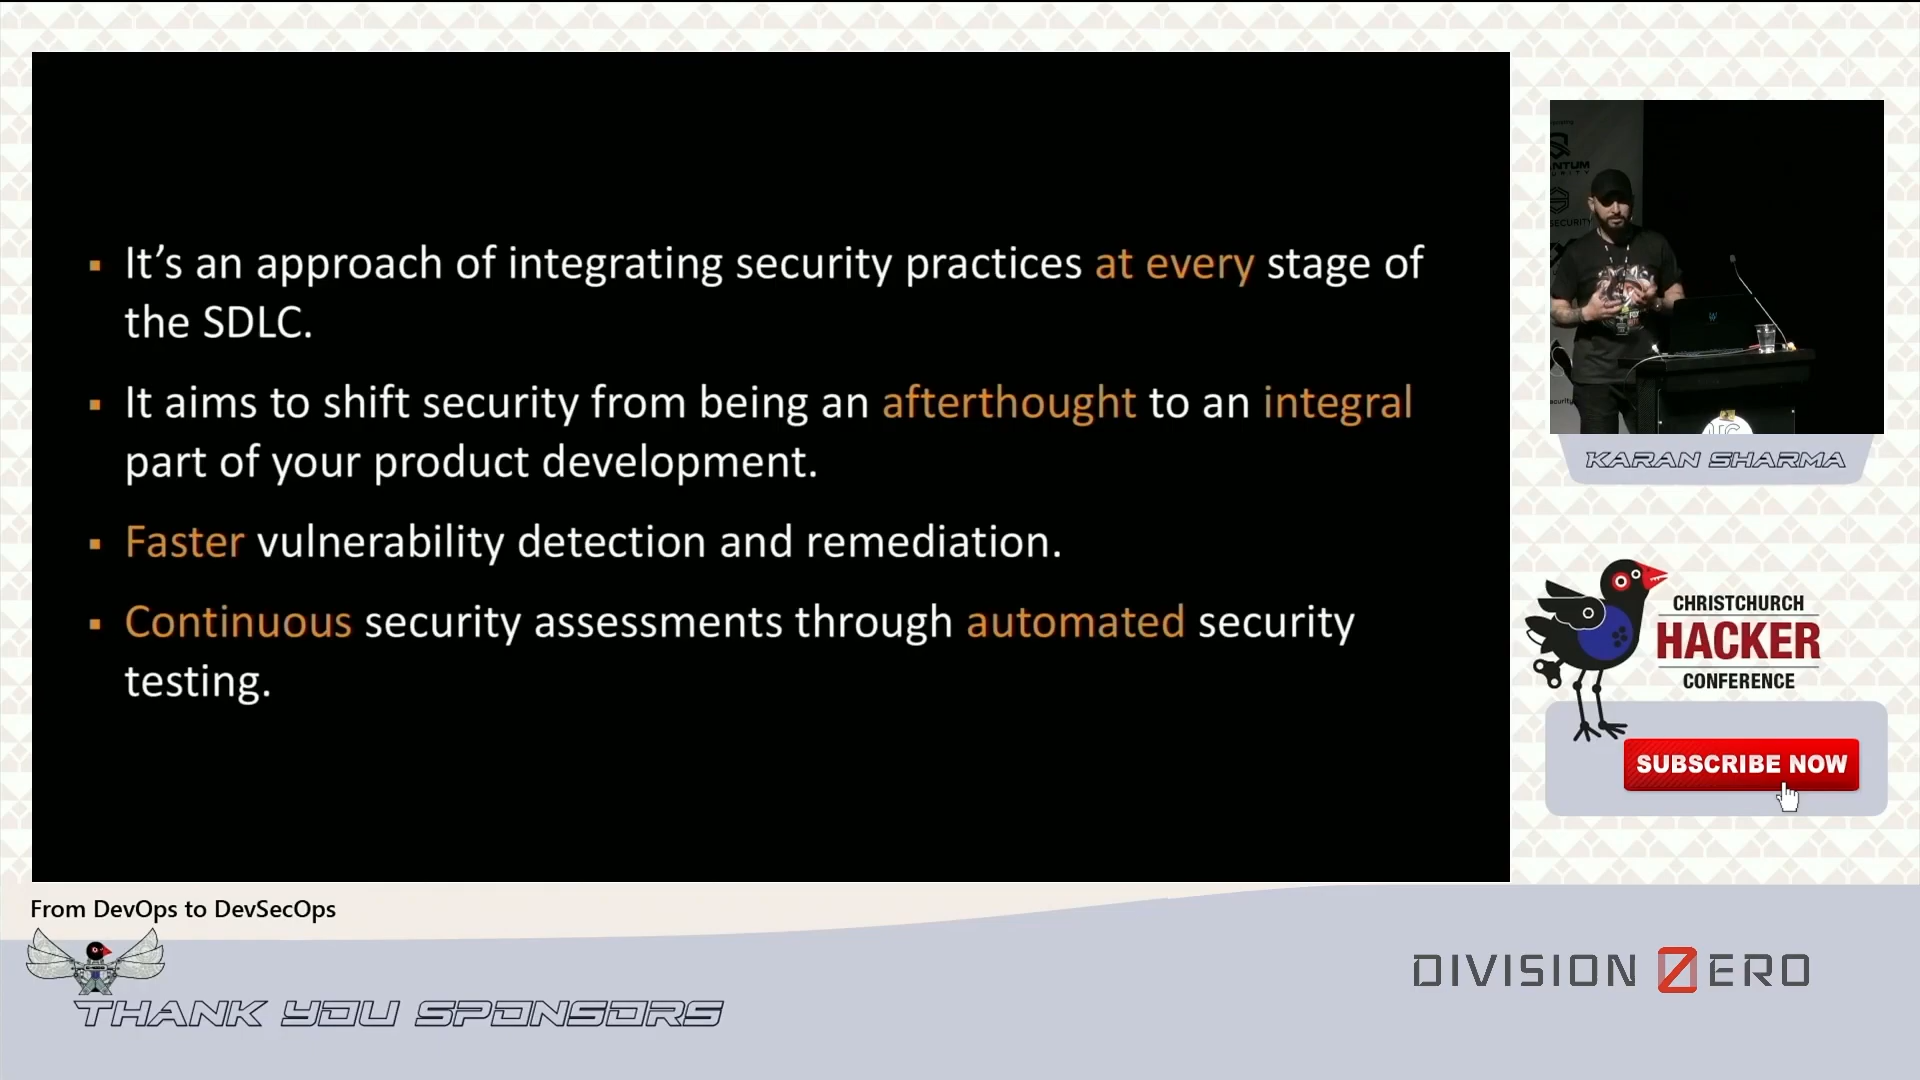 It’s an approach of integrating security practices at every stage of
the SDLC.
It aims to shift security from being an afterthought to an integral
part of your product development.
Faster vulnerability detection and remediation.
Continuous security assessments through automated security
testing.
KARAN SHARMA
CHRISTCHURCH
HACKER
CONFERENCE
SUBSCRIBE NOW
From DevOps to DevSecOps
THANK YOU SPONSORS
DIVISION ZERO